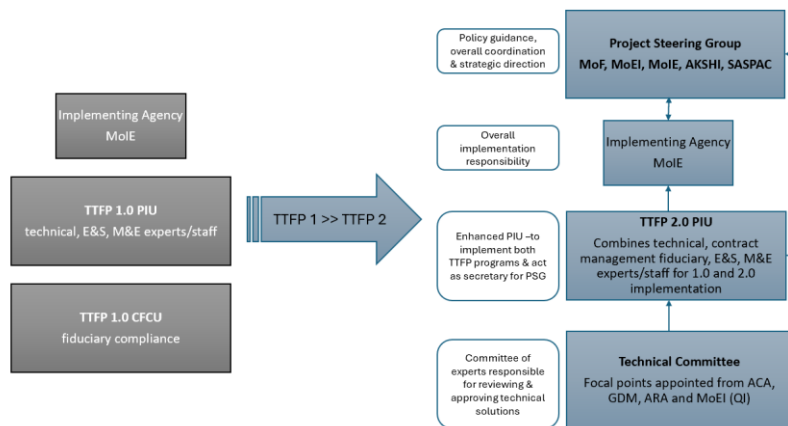 Implementing Agency
MoIE
TTFP 1.0 PIU
technical, E&S, M&E experts/staff
TTFP 1.0 CFCU
fiduciary compliance
TTFP 1 >> TTFP 2
Policy guidance,
overall coordination
& strategic direction
Project Steering Group
MoF, MoEI, MoIE, AKSHI, SASPAC
Overall
implementation
responsibility
Implementing Agency
MoIE
Enhanced PIU –to
implement both
TTFP programs & act
as secretary for PSG
TTFP 2.0 PIU
Combines technical, contract
management fiduciary, E&S, M&E
experts/staff for 1.0 and 2.0
implementation
Committee of
experts responsible
for reviewing &
approving technical
solutions
Technical Committee
Focal points appointed from ACA,
GDM, ARA and MoEI (QI)